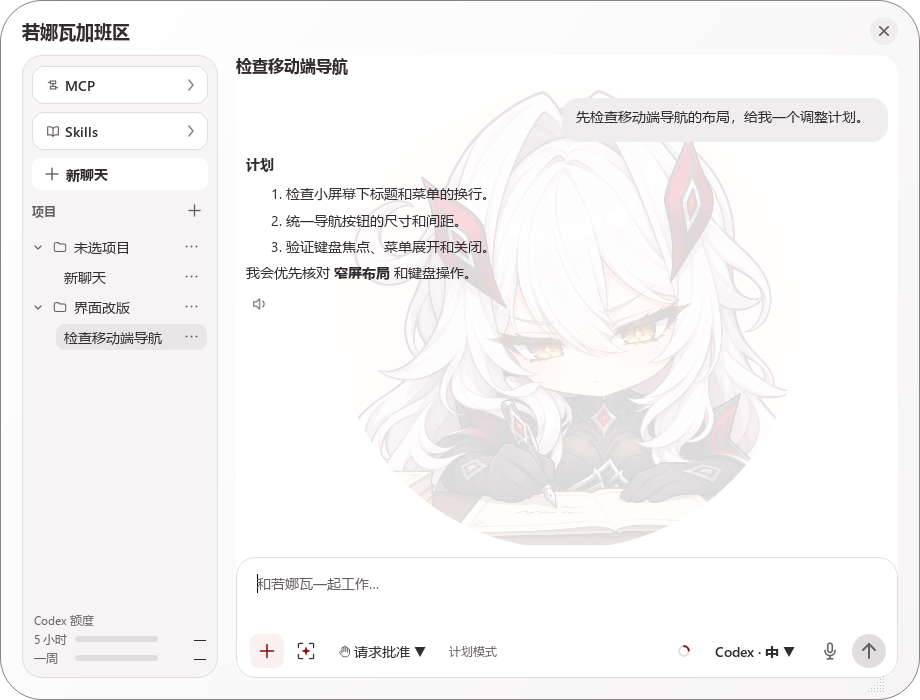 若娜瓦加班区
MCP
Skills
新聊天
项目
未选项目
新聊天
界面改版
检查移动端导航
Codex 额度
5 小时 —
一周 —
检查移动端导航
先检查移动端导航的布局，给我一个调整计划。
计划
1. 检查小屏幕下标题和菜单的换行。
2. 统一导航按钮的尺寸和间距。
3. 验证键盘焦点、菜单展开和关闭。
我会优先核对 窄屏布局 和键盘操作。
和若娜瓦一起工作...
请求批准 ▼ 计划模式 Codex · 中 ▼